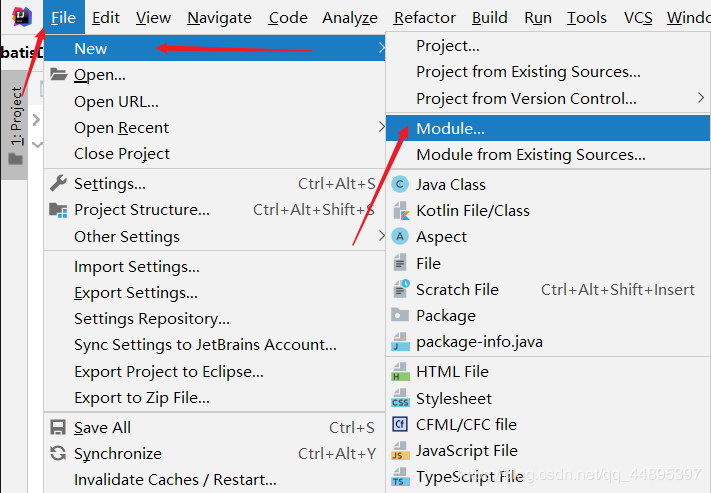 File Edit View Navigate Code Analyze Refactor Build Run Tools VCS Windo
batisD
1: Project
New
Open...
Open URL...
Open Recent
Close Project
Settings... Ctrl+Alt+S
Project Structure... Ctrl+Alt+Shift+S
Other Settings
Import Settings...
Export Settings...
Settings Repository...
Sync Settings to JetBrains Account...
Export Project to Eclipse...
Export to Zip File...
Save All Ctrl+S
Synchronize Ctrl+Alt+Y
Invalidate Caches / Restart...
Project...
Project from Existing Sources...
Project from Version Control...
Module...
Module from Existing Sources...
Java Class
Kotlin File/Class
Aspect
File
Scratch File Ctrl+Alt+Shift+Insert
Package
package-info.java
HTML File
Stylesheet
CFML/CFC file
JavaScript File
TypeScript File
https://blog.csdn.net/qq_44895397